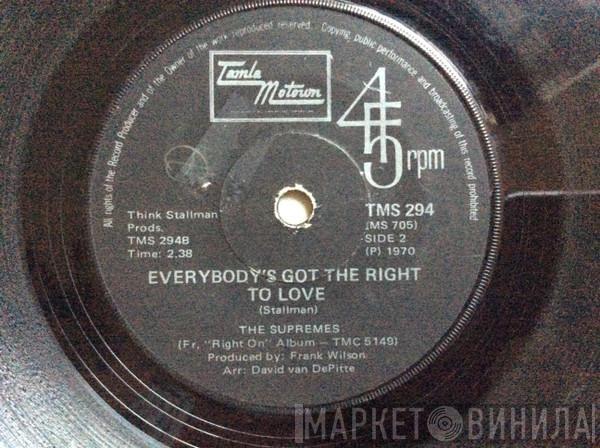 All rights of the Record Producer and of the Owner of the work reproduced reserved. Copying, public performance and broadcasting of this record prohibited
Tamla
Motown
45 rpm
Think Stallman
Prods.
TMS 294B
Time: 2.38
TMS 294
(MS 705)
SIDE 2
(P) 1970
EVERYBODY'S GOT THE RIGHT
TO LOVE
(Stallman)
THE SUPREMES
(Fr, "Right On" Album – TMC 5149)
Produced by: Frank Wilson
Arr: David van DePitte
МАРКЕТ ВИНИЛА